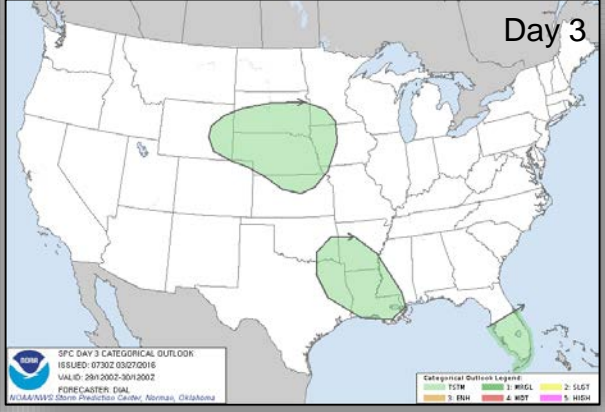 Day 3
NOAA
SPC DAY 3 CATEGORICAL OUTLOOK
ISSUED: 0730Z 03/27/2016
VALID: 29/1200Z-30/1200Z
FORECASTER: DIAL
NOAA/NWS Storm Prediction Center, Norman, Oklahoma
Categorical Outlook Legend:
TSTM 1: MRGL 2: SLGT
3: ENH 4: MDT 5: HIGH